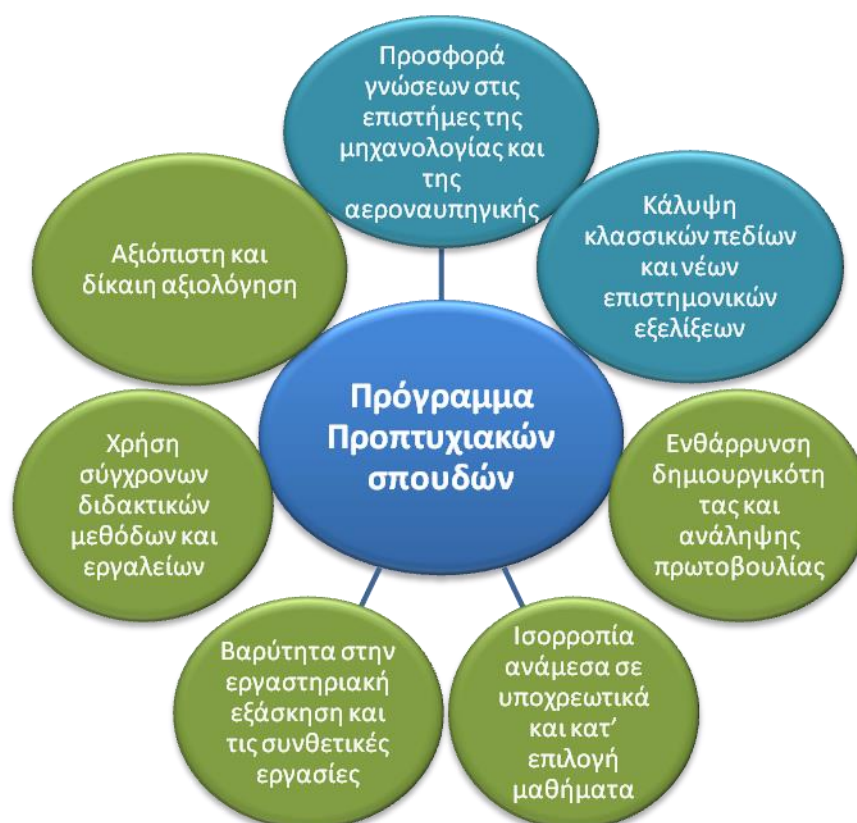 Προσφορά
γνώσεων στις
επιστήμες της
μηχανολογίας και
της
αεροναυπηγικής
Κάλυψη
κλασσικών πεδίων
και νέων
επιστημονικών
εξελίξεων
Ενθάρρυνση
δημιουργικότη
τας και
ανάληψης
πρωτοβουλίας
Ισορροπία
ανάμεσα σε
υποχρεωτικά
και κατ’
επιλογή
μαθήματα
Βαρύτητα στην
εργαστηριακή
εξάσκηση και
τις συνθετικές
εργασίες
Χρήση
σύγχρονων
διδακτικών
μεθόδων και
εργαλείων
Αξιόπιστη και
δίκαιη αξιολόγηση
Πρόγραμμα
Προπτυχιακών
σπουδών